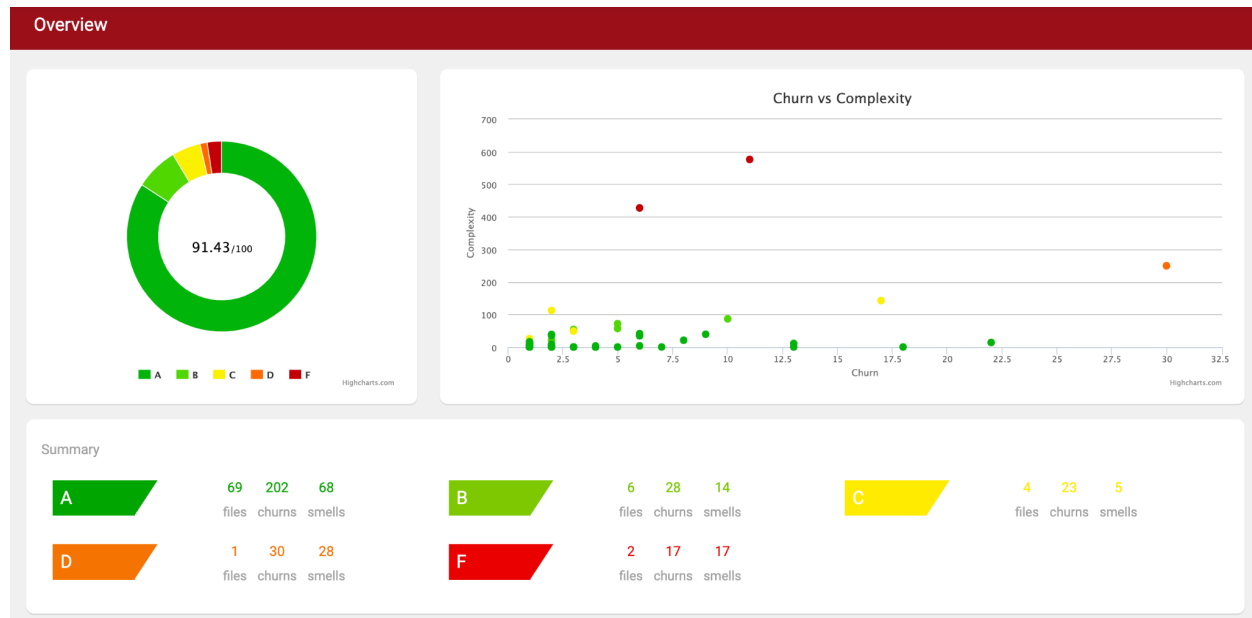 Overview
91.43/100
A B C D F
Highcharts.com
Churn vs Complexity
700
600
500
400
300
200
100
0
Complexity
0 2.5 5 7.5 10 12.5 15 17.5 20 22.5 25 27.5 30 32.5
Churn
Highcharts.com
Summary
A 69 202 68 B 6 28 14 C 4 23 5
files churns smells files churns smells files churns smells
D 1 30 28 F 2 17 17
files churns smells files churns smells